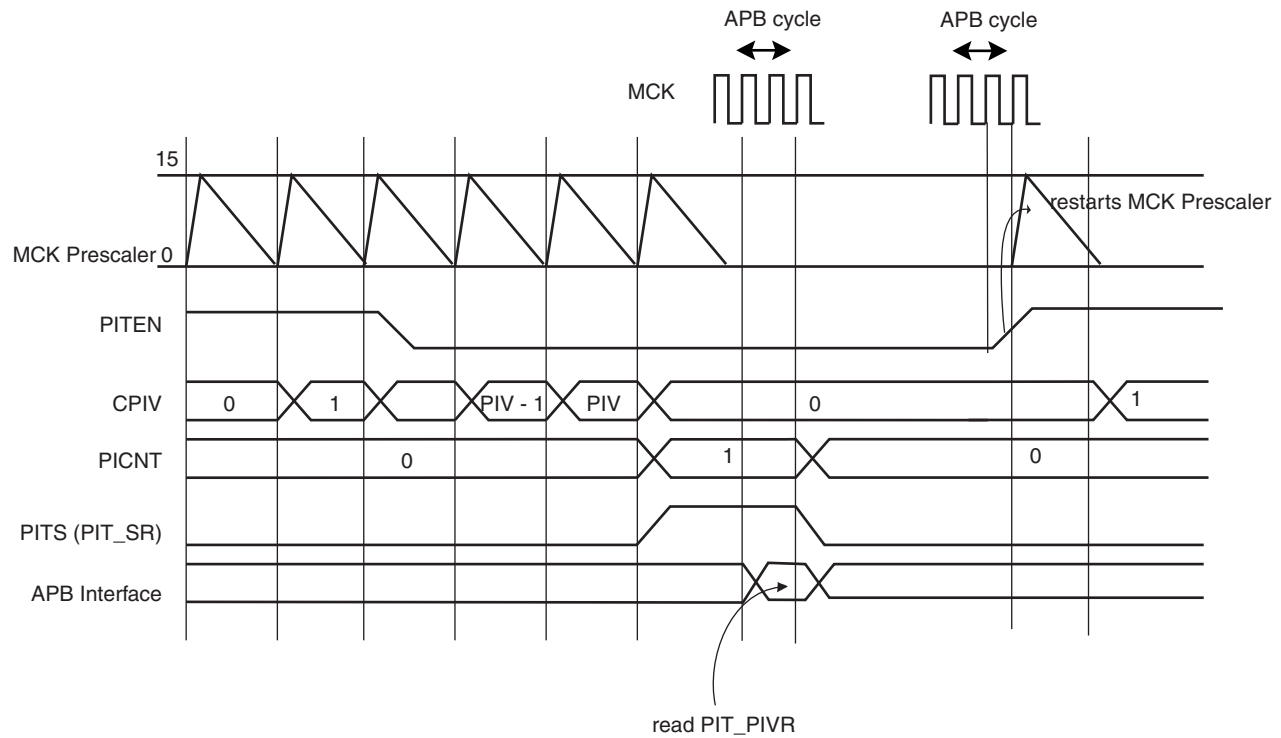 APB cycle
APB cycle
MCK
15
restarts MCK Prescaler
MCK Prescaler 0
PITEN
CPIV
0
1
PIV - 1
PIV
0
1
PICNT
0
1
0
PITS (PIT_SR)
APB Interface
read PIT_PIVR